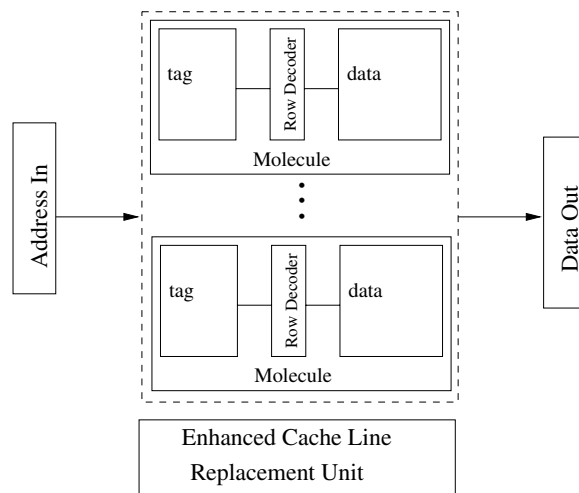 tag
Row Decoder
data
Molecule
Address In
Data Out
tag
Row Decoder
data
Molecule
Enhanced Cache Line
Replacement Unit